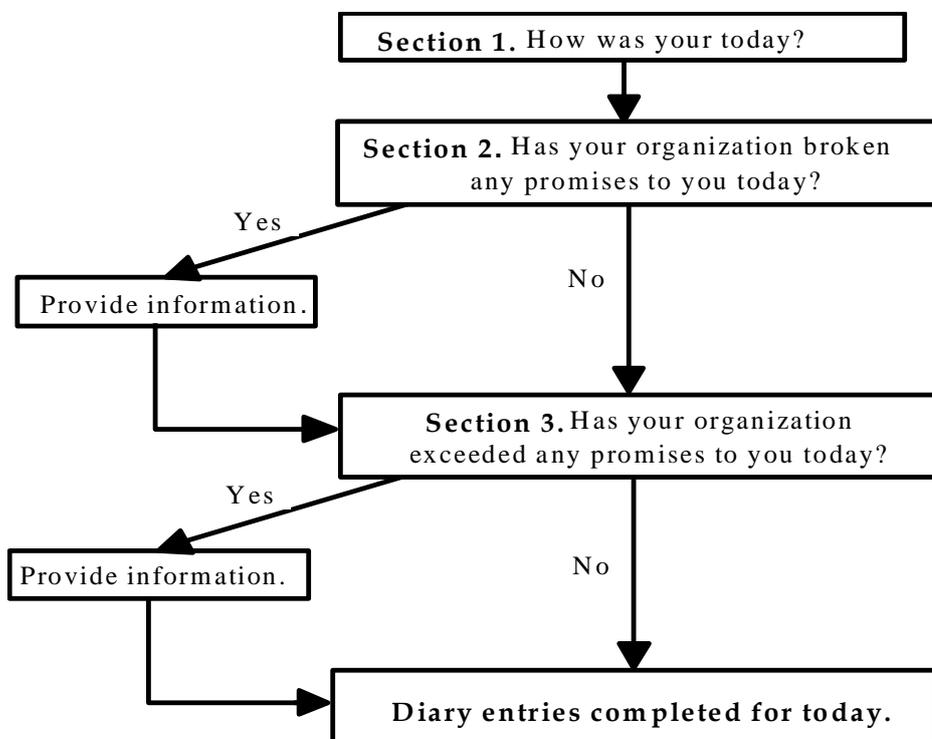 Section 1. How was your today?
Section 2. Has your organization broken
any promises to you today?
Yes
No
Provide information.
Section 3. Has your organization
exceeded any promises to you today?
Yes
No
Provide information.
Diary entries completed for today.